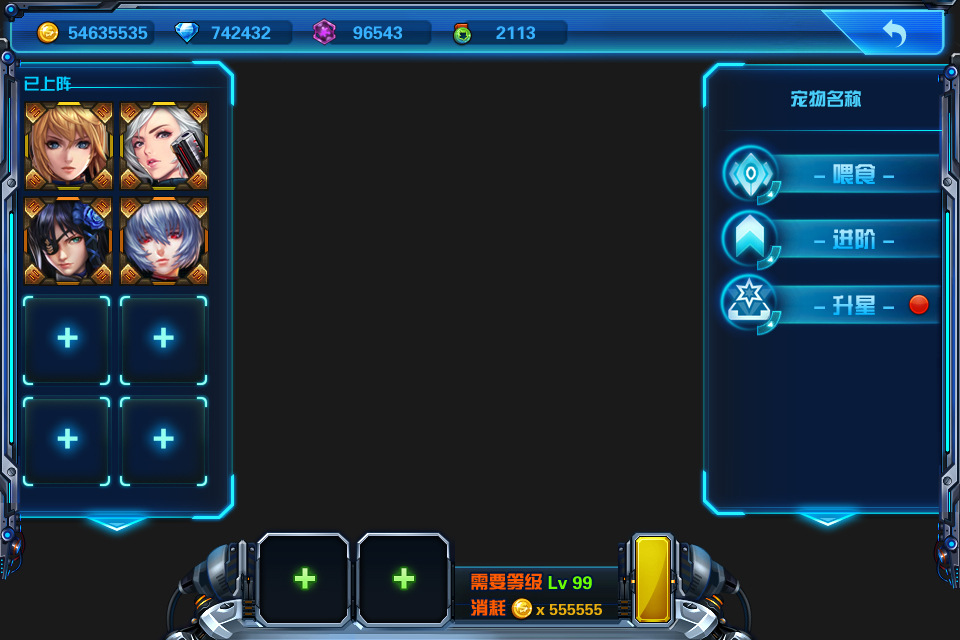 54635535 742432 96543 2113
已上阵
宠物名称
- 喂食 -
- 进阶 -
- 升星 -
需要等级 Lv 99
消耗 x 555555